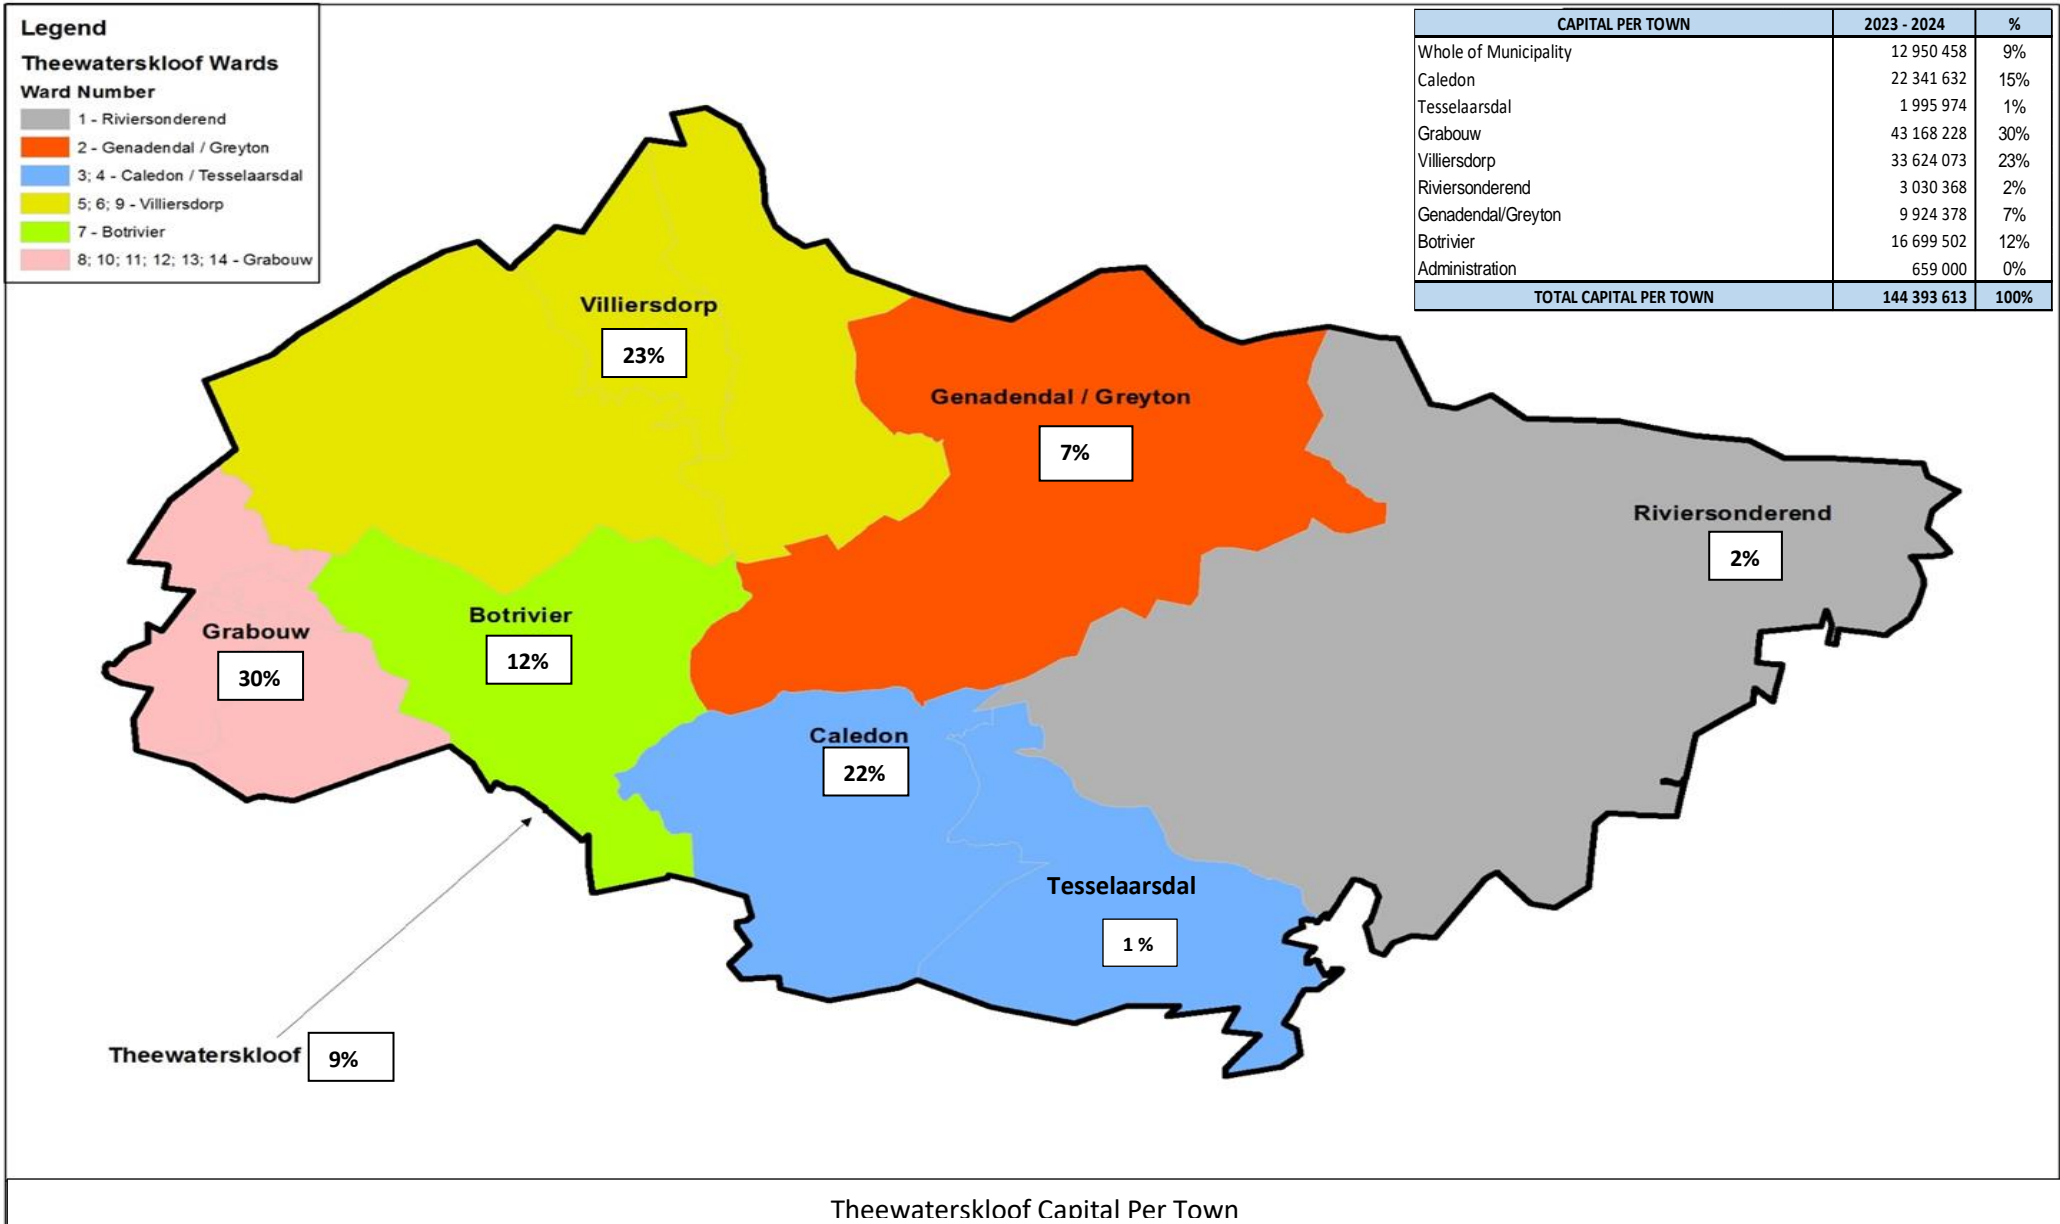 Legend
Theewaterskloof Wards
Ward Number
1 - Riviersonderend
2 - Genadendal / Greyton
3; 4 - Caledon / Tesselaarsdal
5; 6; 9 - Villiersdorp
7 - Botrivier
8; 10; 11; 12; 13; 14 - Grabouw
CAPITAL PER TOWN 2023 - 2024 %
Whole of Municipality 12 950 458 9%
Caledon 22 341 632 15%
Tesselaarsdal 1 995 974 1%
Grabouw 43 168 228 30%
Villiersdorp 33 624 073 23%
Riviersonderend 3 030 368 2%
Genadendal/Greyton 9 924 378 7%
Botrivier 16 699 502 12%
Administration 659 000 0%
TOTAL CAPITAL PER TOWN 144 393 613 100%
Villiersdorp
23%
Genadendal / Greyton
7%
Riviersonderend
2%
Botrivier
12%
Grabouw
30%
Caledon
22%
Tesselaarsdal
1 %
Theewaterskloof 9%
Theewaterskloof Capital Per Town